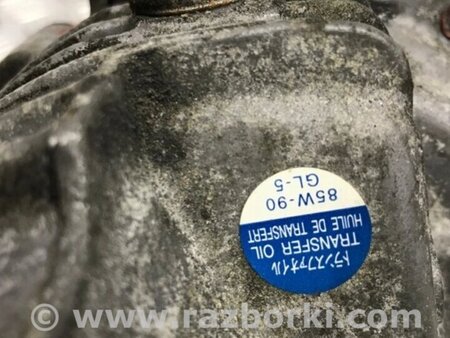 トランスファオイル
TRANSFER OIL
HUILE DE TRANSFERT
85W-90
GL-5
© www.razborki.com